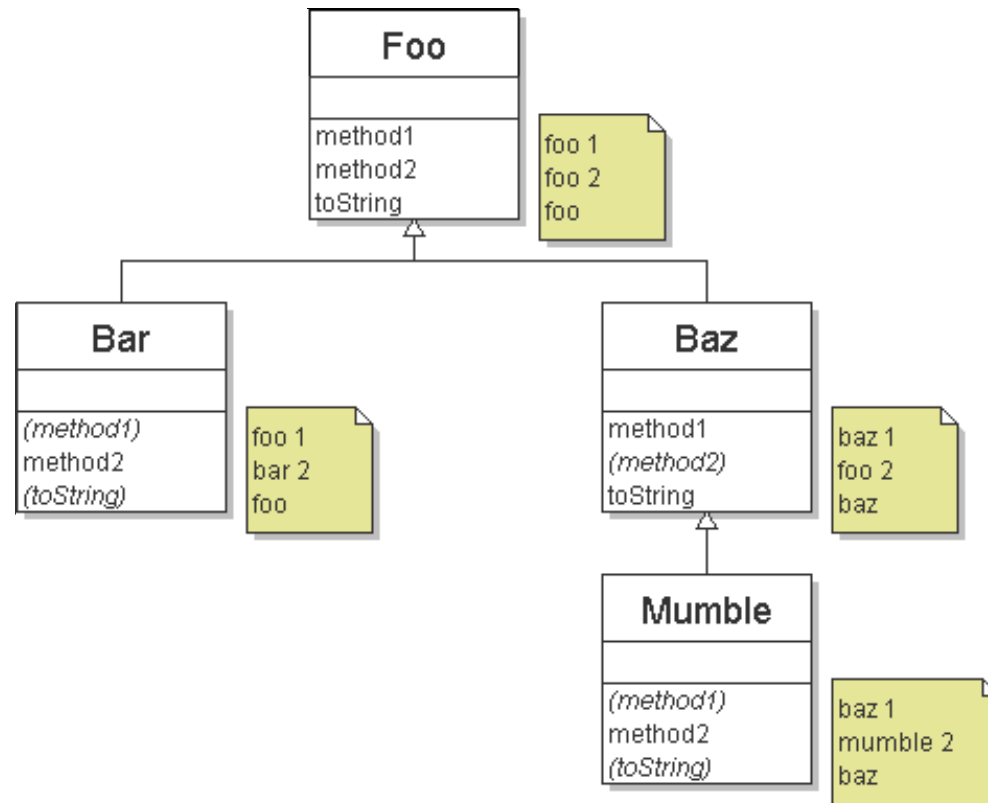 Foo
method1
method2
toString
foo 1
foo 2
foo
Bar
(method1)
method2
(toString)
foo 1
bar 2
foo
Baz
method1
(method2)
toString
baz 1
foo 2
baz
Mumble
(method1)
method2
(toString)
baz 1
mumble 2
baz